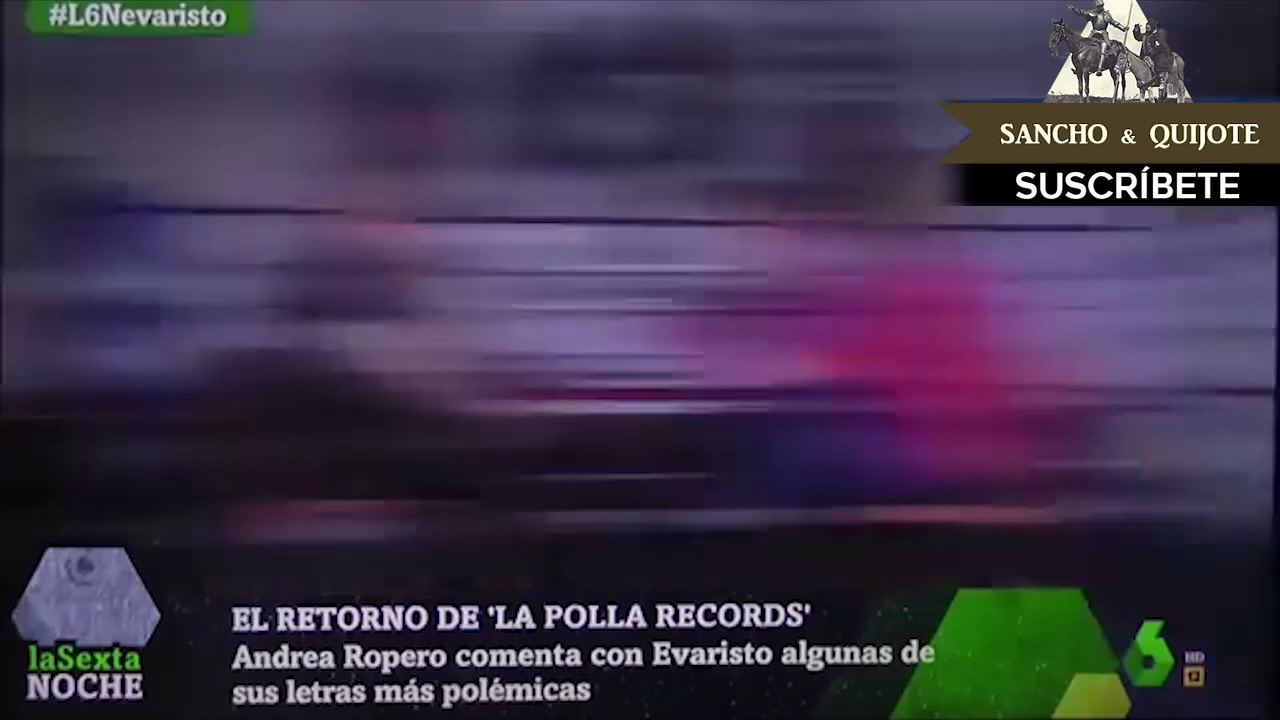 #L6Nevaristo
SANCHO & QUIJOTE
SUSCRÍBETE
EL RETORNO DE 'LA POLLA RECORDS'
Andrea Ropero comenta con Evaristo algunas de
sus letras más polémicas
laSexta
NOCHE
6
HD
12